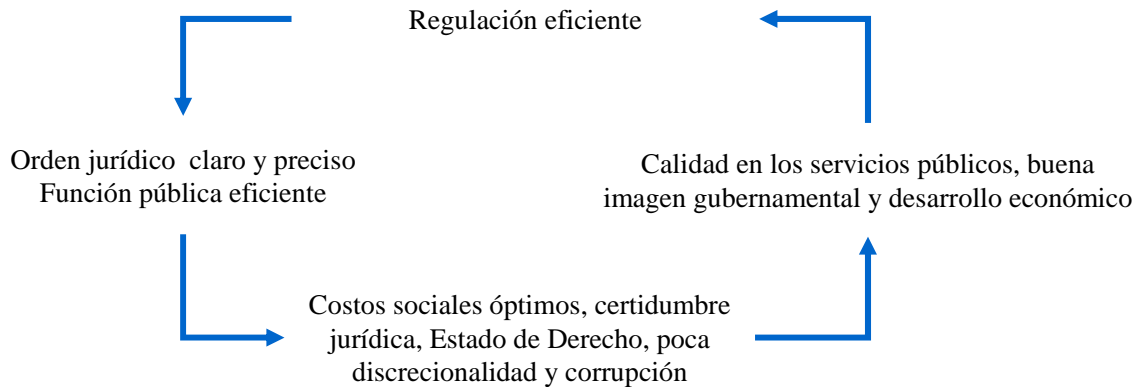 Regulación eficiente
Orden jurídico claro y preciso
Función pública eficiente
Calidad en los servicios públicos, buena
imagen gubernamental y desarrollo económico
Costos sociales óptimos, certidumbre
jurídica, Estado de Derecho, poca
discrecionalidad y corrupción